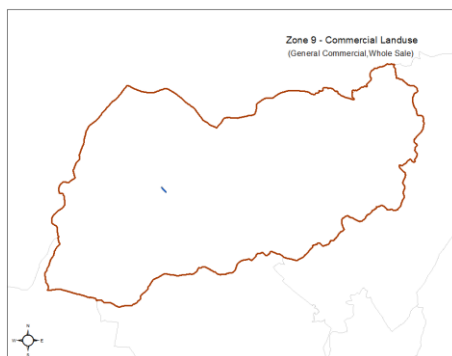 Zone 9 - Commercial Landuse
(General Commercial,Whole Sale)
N
W
E
S